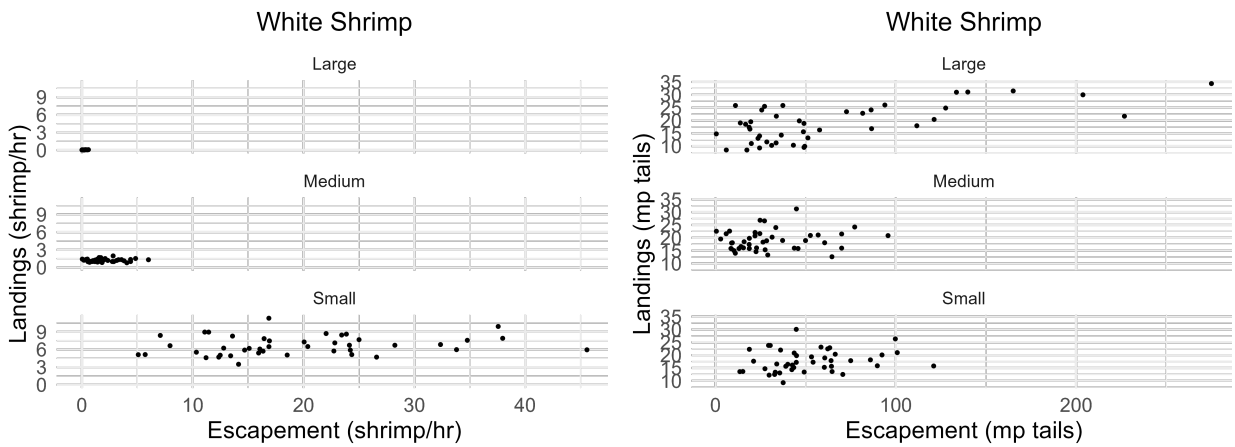 White Shrimp
Large
9
6
3
0
Medium
9
6
3
0
Small
9
6
3
0
Landings (shrimp/hr)
0 10 20 30 40
Escapement (shrimp/hr)
White Shrimp
Large
35
30
25
20
15
10
Medium
35
30
25
20
15
10
Small
35
30
25
20
15
10
Landings (mp tails)
0 100 200
Escapement (mp tails)